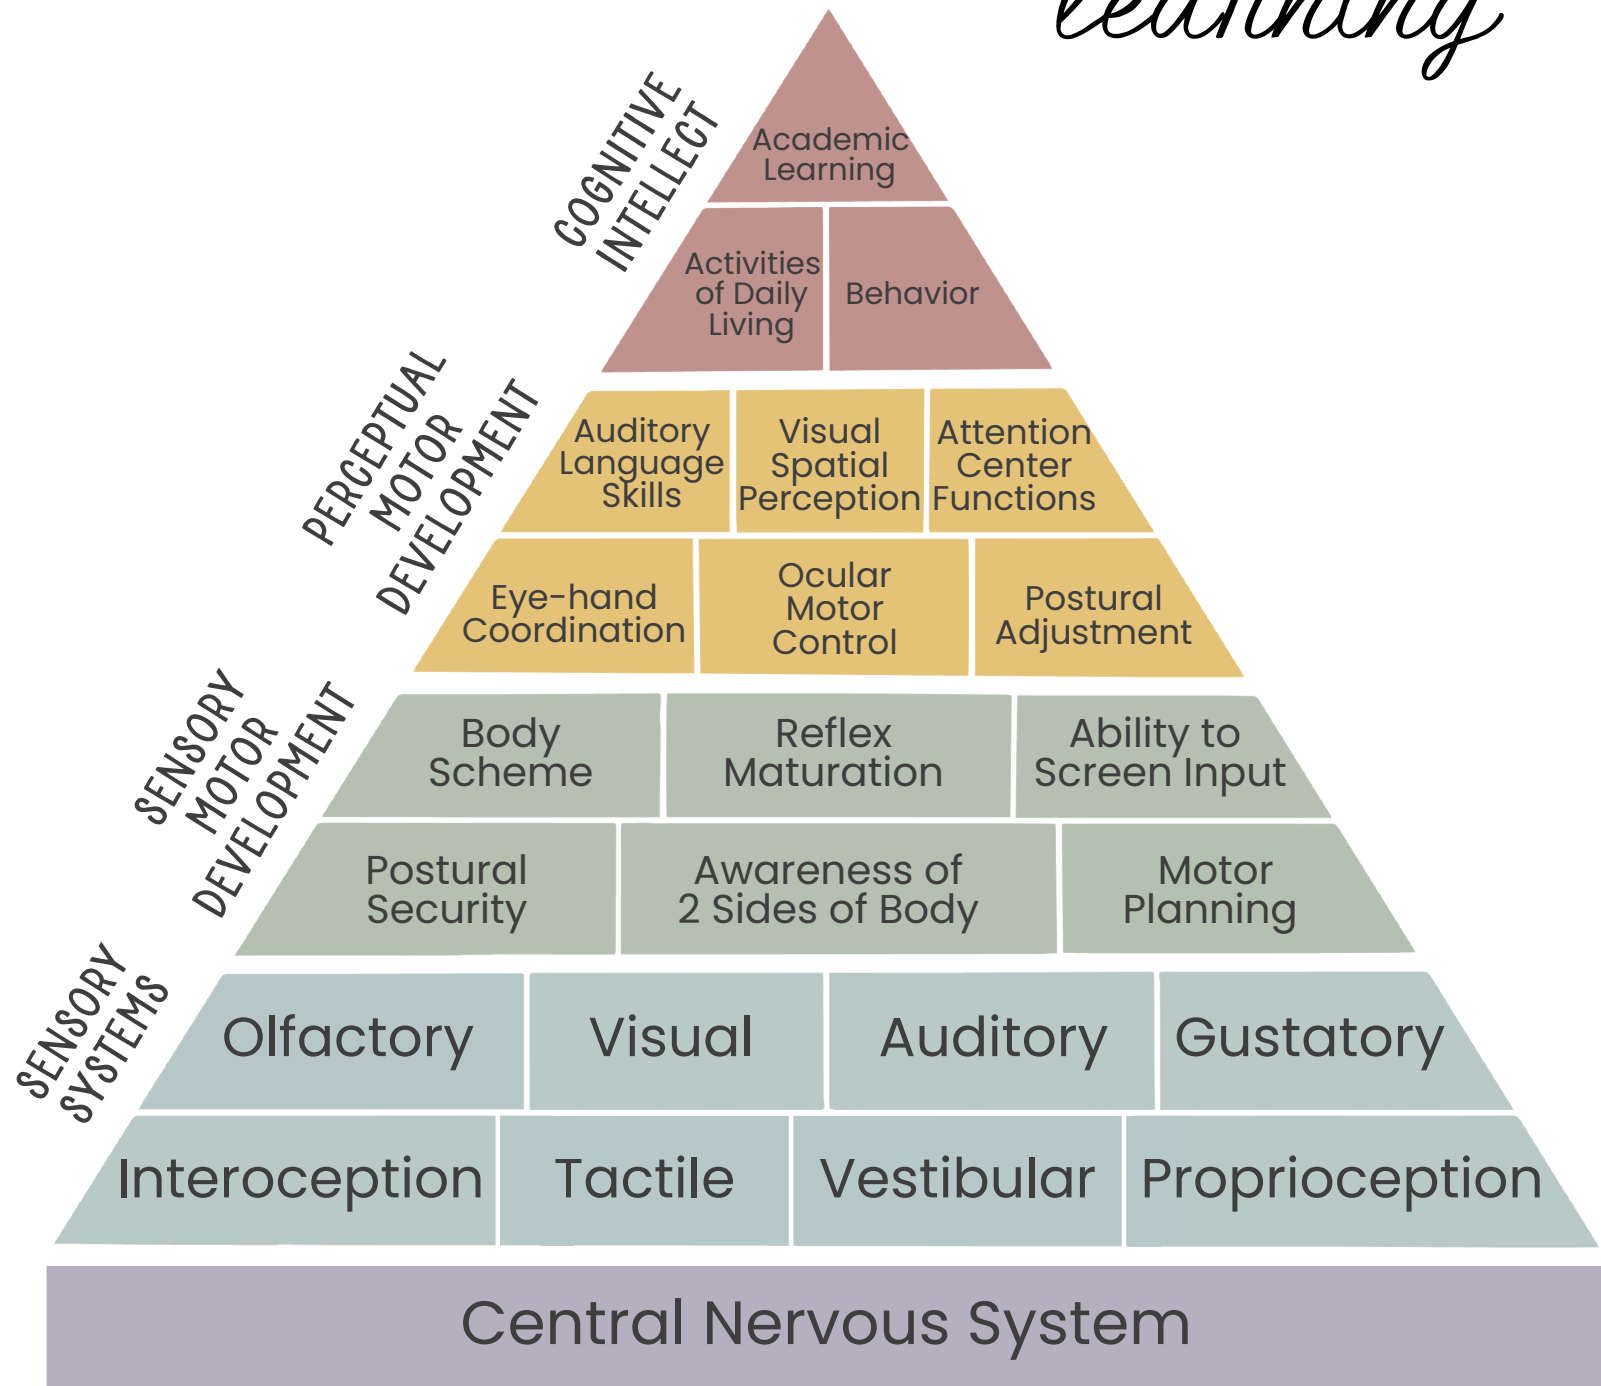 learning
COGNITIVE
INTELLECT
Academic
Learning
Activities
of Daily
Living
Behavior
PERCEPTUAL
MOTOR
DEVELOPMENT
Auditory
Language
Skills
Visual
Spatial
Perception
Attention
Center
Functions
Eye-hand
Coordination
Ocular
Motor
Control
Postural
Adjustment
SENSORY
MOTOR
DEVELOPMENT
Body
Scheme
Reflex
Maturation
Ability to
Screen Input
Postural
Security
Awareness of
2 Sides of Body
Motor
Planning
SENSORY
SYSTEMS
Olfactory
Visual
Auditory
Gustatory
Interoception
Tactile
Vestibular
Proprioception
Central Nervous System